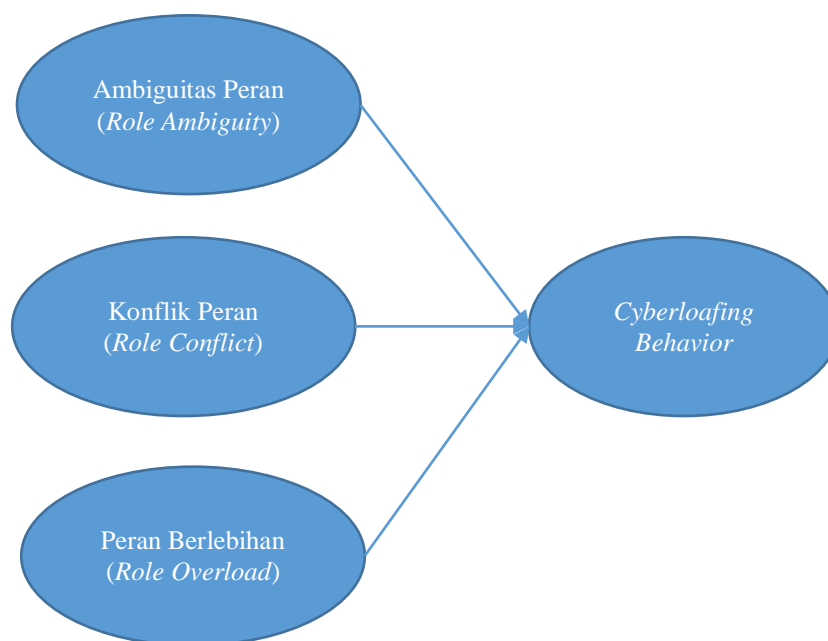 Ambiguitas Peran
(Role Ambiguity)
Konflik Peran
(Role Conflict)
Cyberloafing
Behavior
Peran Berlebihan
(Role Overload)